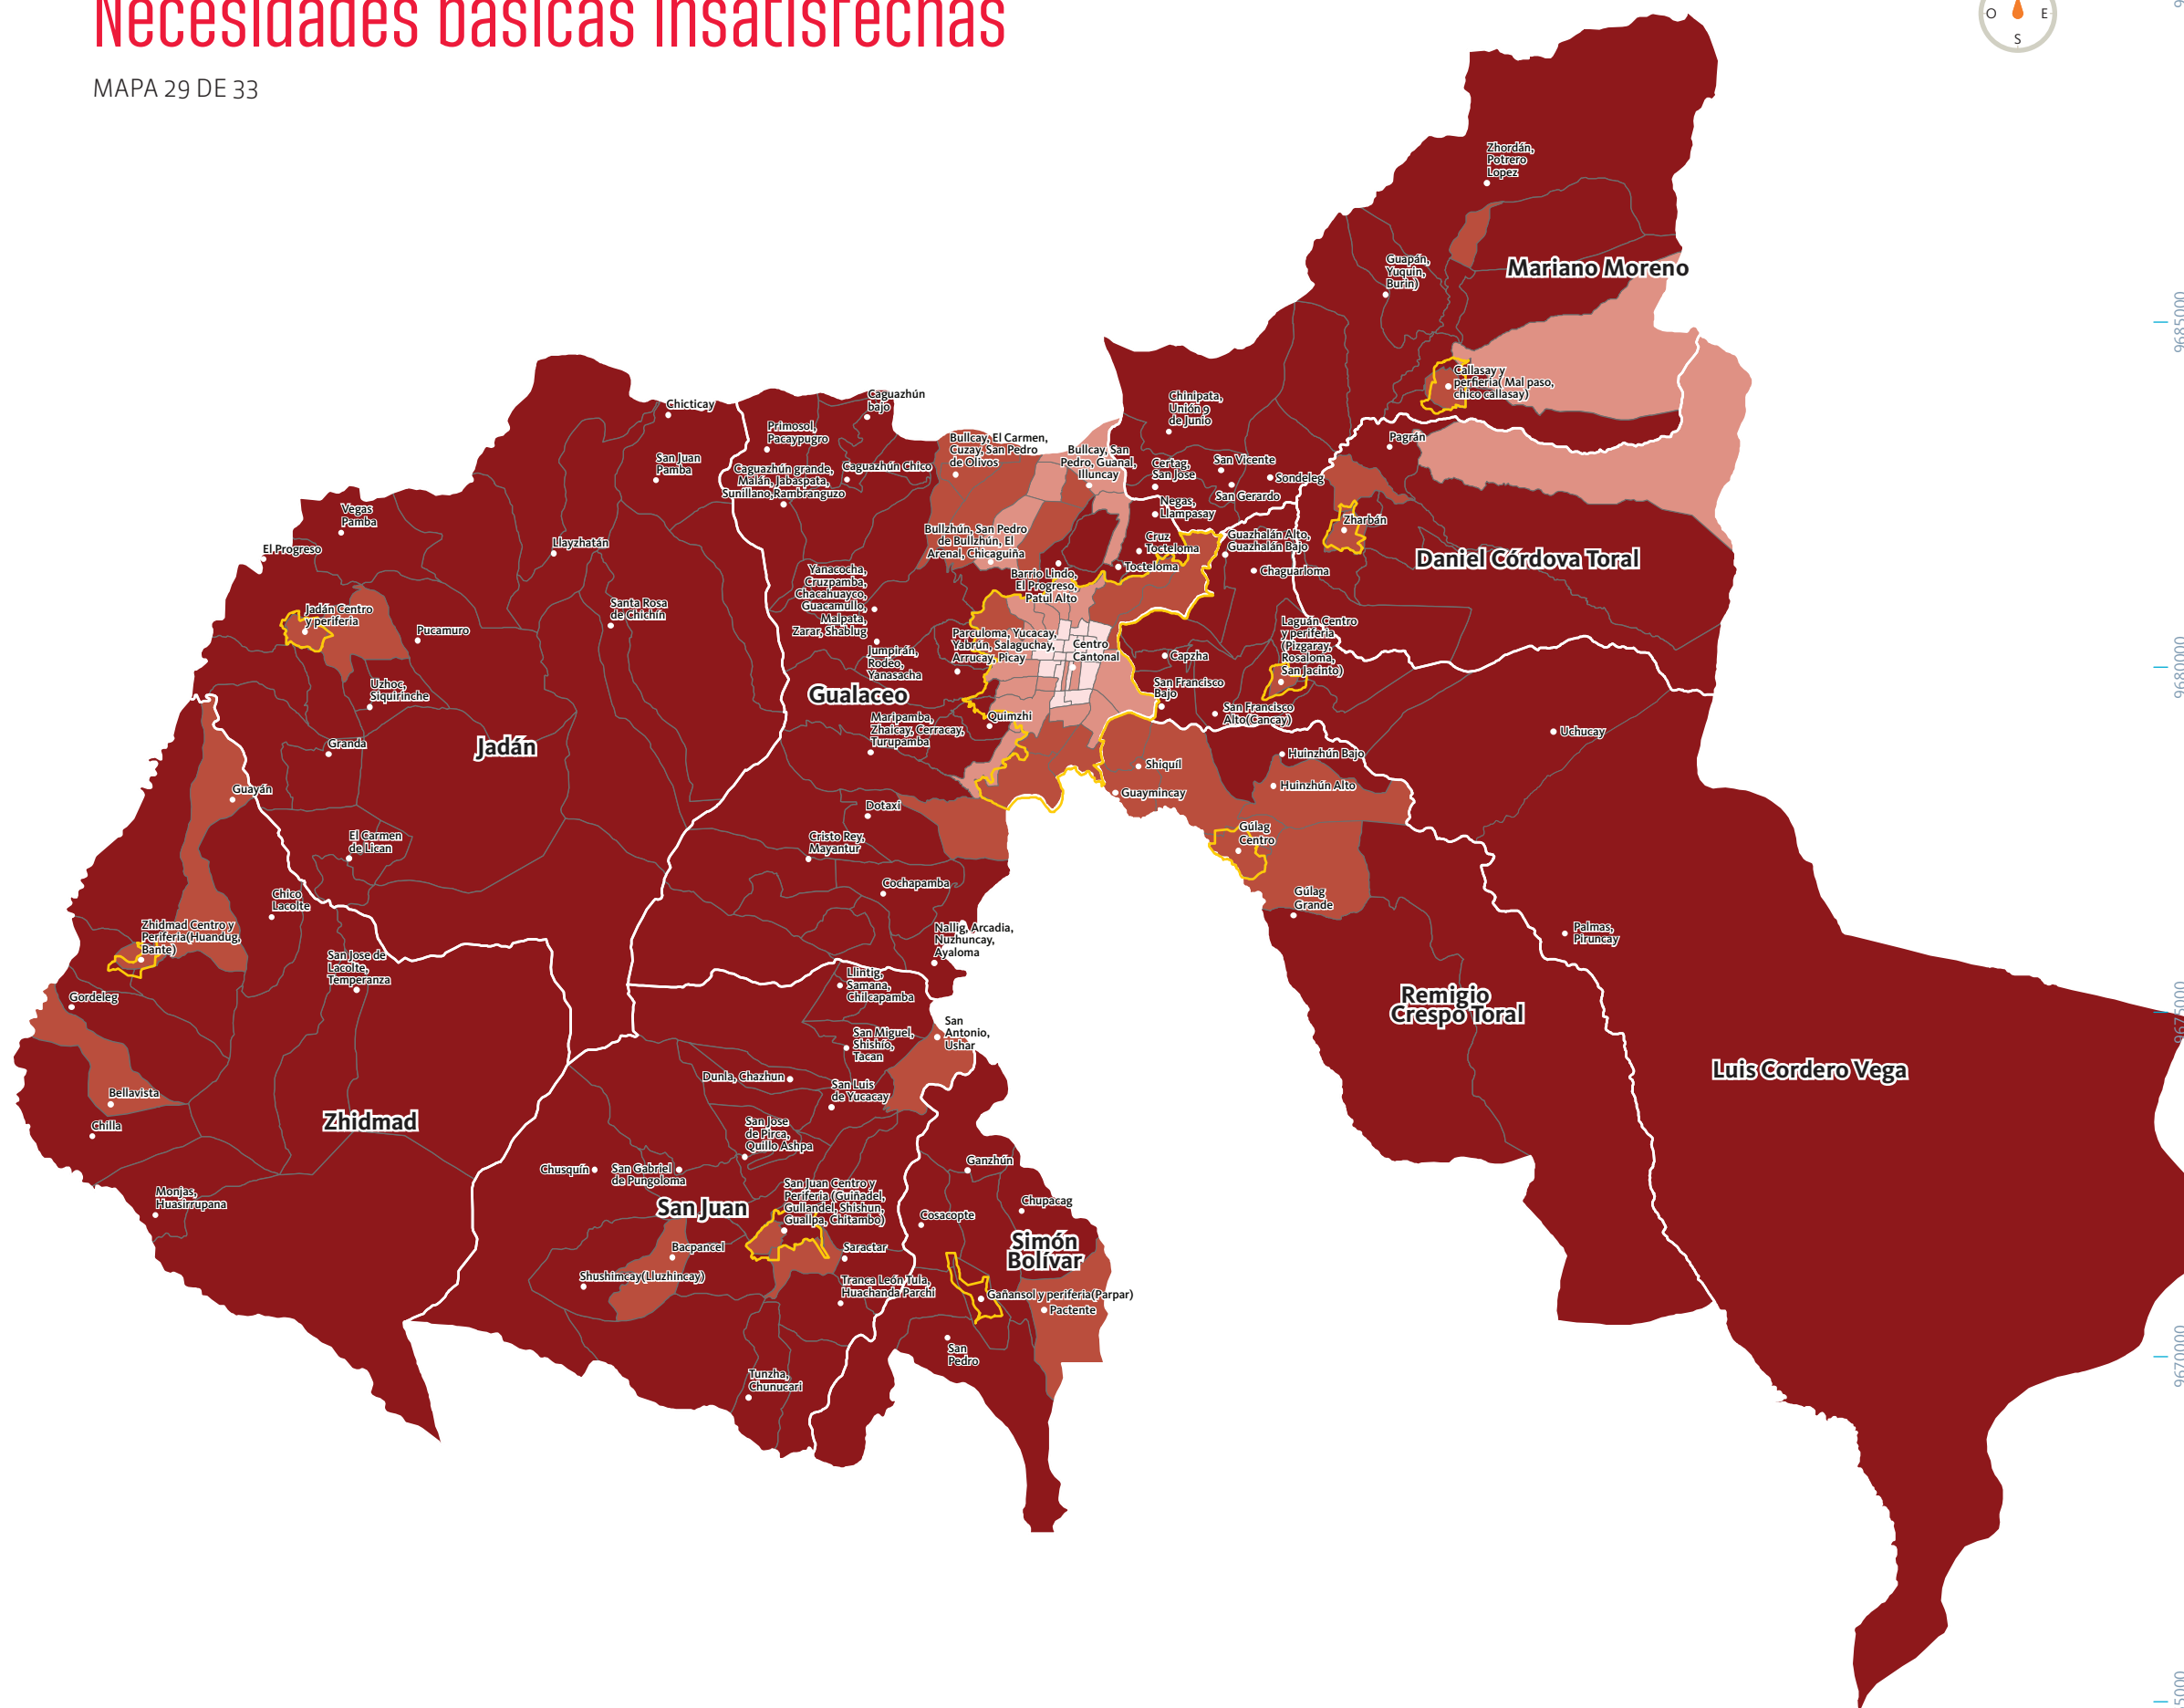 Necesidades básicas insatisfechas
MAPA 29 DE 33
O
E
S
Zhordán,
Potrero
Lopez
Guapán,
Yuquin,
Burin)
Mariano Moreno
9685000
Callasay y
perfieria( Mal paso,
chico callasay)
Chicticay
Caguazhún
bajo
Chinipata,
Unión 9
de Junio
Primosol,
Pacaypugro
Bullcay, El Carmen,
Cuzay, San Pedro
de Olivos
Bullcay, San
Pedro, Guanal,
Illuncay
Pagrán
San Juan
Pamba
Caguazhún grande,
Malán, Jabaspata,
Sunillano,Rambranguzo
Caguazhún Chico
Certag,
San Jose
San Vicente
Sondeleg
San Gerardo
Negas,
Llampasay
Vegas
Pamba
Zharbán
El Progreso
Llayzhatán
Bullzhún, San Pedro
de Bullzhún, El
Arenal, Chicaguiña
Cruz
Tocteloma
Guazhalán Alto,
Guazhalán Bajo
Daniel Córdova Toral
Tocteloma
Chaguarloma
Yanacocha,
Cruzpamba,
Chacahuayco,
Guacamullo,
Malpata,
Zarar, Shablug
Barrio Lindo,
El Progreso,
Patul Alto
Jadán Centro
y periferia
Santa Rosa
de Chichín
Pucamuro
Laguán Centro
y periferia
(Pizgaray,
Rosaloma,
San Jacinto)
Parculoma, Yucacay,
Yabrún, Salaguchay,
Arrucay, Picay
Centro
Cantonal
Capzha
Jumpirán,
Rodeo,
Yanasacha
9680000
Uzhoc,
Siquirinche
Gualaceo
San Francisco
Bajo
San Francisco
Alto(Cancay)
Maripamba,
Zhaicay, Cerracay,
Turupamba
Quimzhi
Uchucay
Granda
Jadán
Huinzhún Bajo
Shiquil
Guayán
Huinzhún Alto
Guaymincay
Dotaxi
El Carmen
de Lican
Cristo Rey,
Mayantur
Gúlag
Centro
Cochapamba
Chico
Lacolte
Gúlag
Grande
Zhidmad Centro y
Periferia(Huandug,
Bante)
Nallig, Arcadia,
Nuzhuncay,
Ayaloma
Palmas,
Piruncay
San Jose de
Lacolte,
Temperanza
Llintig,
Samana,
Chilcapamba
Gordeleg
Remigio
Crespo Toral
9675000
San
Antonio,
Ushar
San Miguel,
Shishio,
Tacan
Luis Cordero Vega
Dunla, Chazhun
San Luis
de Yucacay
Bellavista
Chilla
Zhidmad
San Jose
de Pirca,
Quillo Ashpa
Chusquín
San Gabriel
de Pungoloma
Ganzhún
Monjas,
Huasirrupana
San Juan
San Juan Centro y
Periferia (Guiñadel,
Gullandel, Shishun,
Guallpa, Chitambo)
Chupacag
Cosacopte
Simón
Bolívar
Bacpancel
Saractar
Shushimcay(Lluzhincay)
Tranca León Tula,
Huachanda Parchi
Gañansol y periferia(Parpar)
Pactente
San
Pedro
9670000
Tunzha,
Chunucari
5000